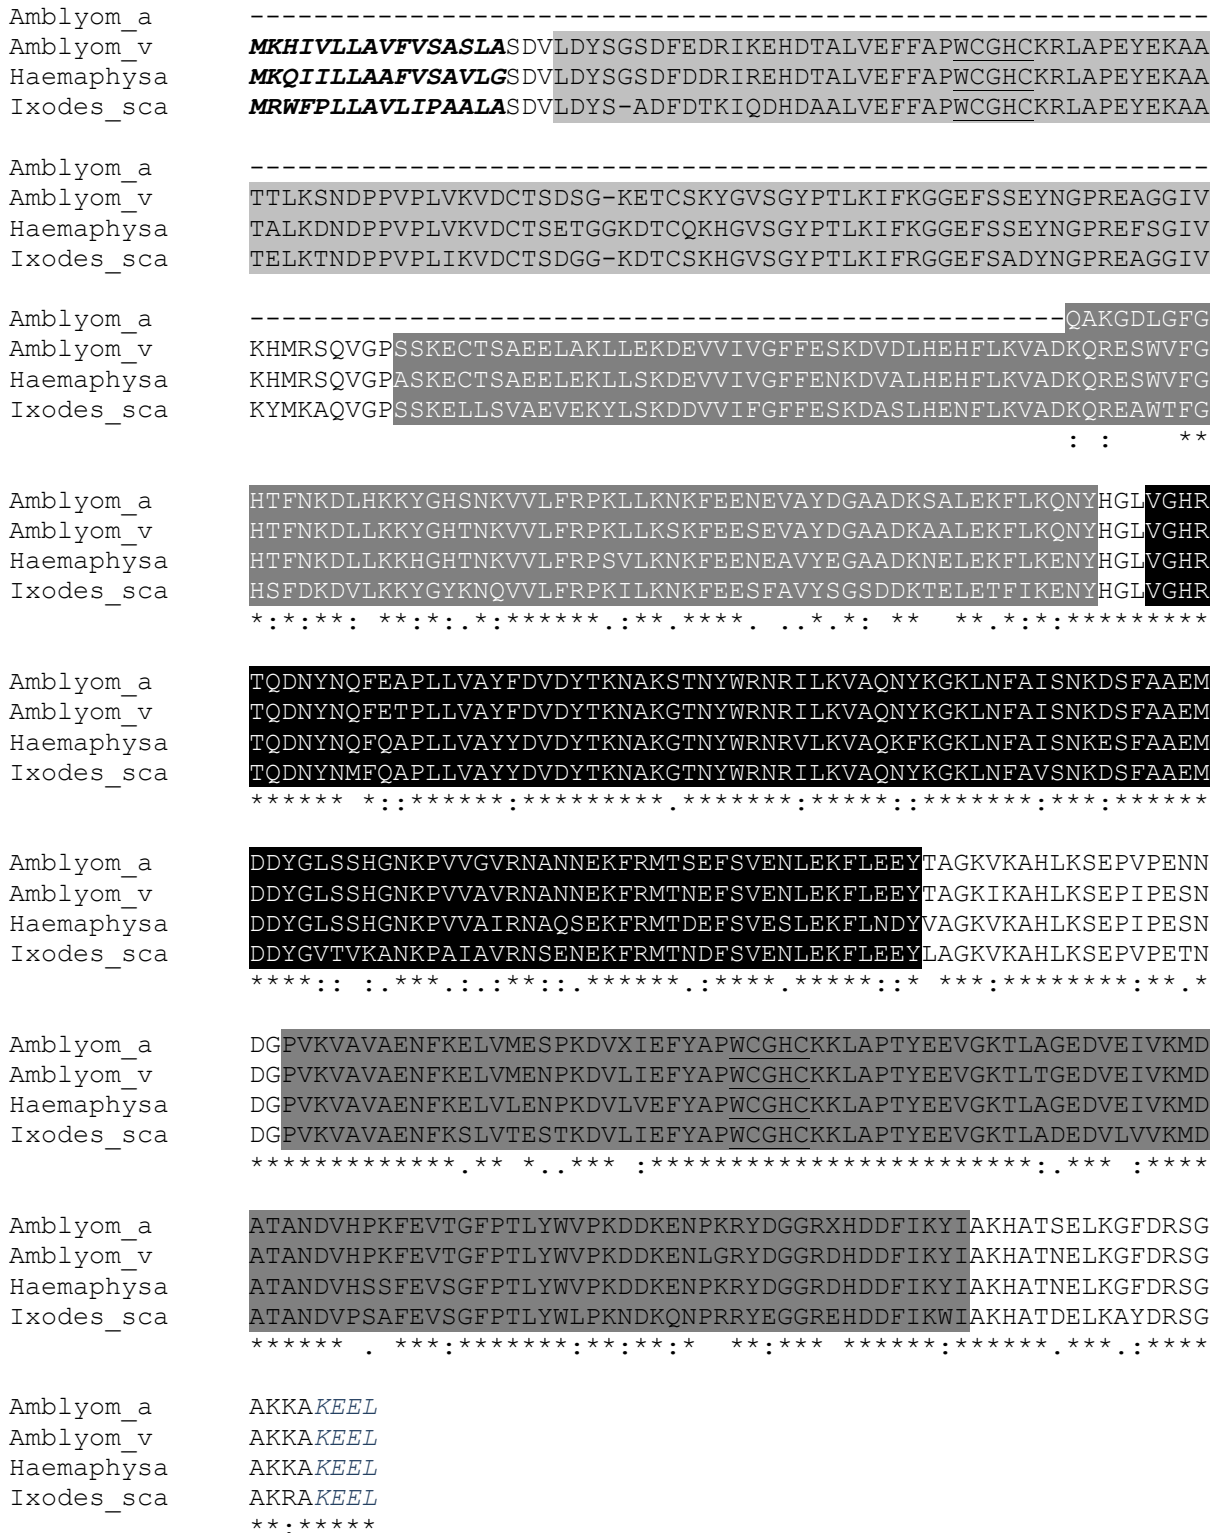 Amblyom_a ------------------------------------------------------------
Amblyom_v MKHIVLLAVFVSASLASDVLDYSGSDFEDRIKEHDTALVEFFAPWCGHCKRLAPEYEKAA
Haemaphysa MKQIILLAAFVSAVLGSDVLDYSGSDFDDRIREHDTALVEFFAPWCGHCKRLAPEYEKAA
Ixodes_sca MRWFPLLAVLIPAALASDVLDYS-ADFDTKIQDHDAALVEFFAPWCGHCKRLAPEYEKAA
Amblyom_a ------------------------------------------------------------
Amblyom_v TTLKSNDPPVPLVKVDCTSDSG-KETCSKYGVSGYPTLKIFKGGEFSSEYNGPREAGGIV
Haemaphysa TALKDNDPPVPLVKVDCTSETGGKDTCQKHGVSGYPTLKIFKGGEFSSEYNGPREFSGIV
Ixodes_sca TELKTNDPPVPLIKVDCTSDGG-KDTCSKHGVSGYPTLKIFRGGEFSADYNGPREAGGIV
Amblyom_a ---------------------------------------------------QAKGDLGFG
Amblyom_v KHMRSQVGPSSKECTSAEELAKLLEKDEVVIVGFFESKDVDLHEHFLKVADKQRESWVFG
Haemaphysa KHMRSQVGPASKECTSAEELEKLLSKDEVVIVGFFENKDVALHEHFLKVADKQRESWVFG
Ixodes_sca KYMKAQVGPSSKELLSVAEVEKYLSKDDVVIFGFFESKDASLHENFLKVADKQREAWTFG
: :    **
Amblyom_a HTFNKDLHKKYGHSNKVVLFRPKLLKNKFEENEVAYDGAADKSALEKFLKQNYHGLVGHR
Amblyom_v HTFNKDLLKKYGHTNKVVLFRPKLLKSKFEESEVAYDGAADKAALEKFLKQNYHGLVGHR
Haemaphysa HTFNKDLLKKHGHTNKVVLFRPSVLKNKFEENEAVYEGAADKNELEKFLKENYHGLVGHR
Ixodes_sca HSFDKDVLKKYGYKNQVVLFRPKILKNKFEESFAVYSGSDDKTELETFIKENYHGLVGHR
*:*:**: **:*:.*:******.:**.****. ..*.*: **  **.*:*:*********
Amblyom_a TQDNYNQFEAPLLVAYFDVDYTKNAKSTNYWRNRILKVAQNYKGKLNFAISNKDSFAAEM
Amblyom_v TQDNYNQFETPLLVAYFDVDYTKNAKGTNYWRNRILKVAQNYKGKLNFAISNKDSFAAEM
Haemaphysa TQDNYNQFQAPLLVAYYDVDYTKNAKGTNYWRNRVLKVAQKFKGKLNFAISNKESFAAEM
Ixodes_sca TQDNYNMFQAPLLVAYYDVDYTKNAKGTNYWRNRILKVAQNYKGKLNFAVSNKDSFAAEM
****** *::******:*********.*******:*****::*******:***:******
Amblyom_a DDYGLSSHGNKPVVGVRNANNEKFRMTSEFSVENLEKFLEEYTAGKVKAHLKSEPVPENN
Amblyom_v DDYGLSSHGNKPVVAVRNANNEKFRMTNEFSVENLEKFLEEYTAGKIKAHLKSEPIPESN
Haemaphysa DDYGLSSHGNKPVVAIRNAQSEKFRMTDEFSVESLEKFLNDYVAGKVKAHLKSEPIPESN
Ixodes_sca DDYGVTVKANKPAIAVRNSENEKFRMTNDFSVENLEKFLEEYLAGKVKAHLKSEPVPETN
****:: :.***.:.:**::.******.:****.*****::* ***:********:**.*
Amblyom_a DGPVKVAVAENFKELVMESPKDVXIEFYAPWCGHCKKLAPTYEEVGKTLAGEDVEIVKMD
Amblyom_v DGPVKVAVAENFKELVMENPKDVLIEFYAPWCGHCKKLAPTYEEVGKTLTGEDVEIVKMD
Haemaphysa DGPVKVAVAENFKELVLENPKDVLVEFYAPWCGHCKKLAPTYEEVGKTLAGEDVEIVKMD
Ixodes_sca DGPVKVAVAENFKSLVTESTKDVLIEFYAPWCGHCKKLAPTYEEVGKTLADEDVLVVKMD
*************.** *..*** :************************:.*** :****
Amblyom_a ATANDVHPKFEVTGFPTLYWVPKDDKENPKRYDGGRXHDDFIKYIAKHATSELKGFDRSG
Amblyom_v ATANDVHPKFEVTGFPTLYWVPKDDKENLGRYDGGRDHDDFIKYIAKHATNELKGFDRSG
Haemaphysa ATANDVHSSFEVSGFPTLYWVPKDDKENPKRYDGGRDHDDFIKYIAKHATNELKGFDRSG
Ixodes_sca ATANDVPSAFEVSGFPTLYWLPKNDKQNPRRYEGGREHDDFIKWIAKHATDELKAYDRSG
****** . ***:*******:**:**:*  **:*** ******:******.***.:****
Amblyom_a AKKAKEEL
Amblyom_v AKKAKEEL
Haemaphysa AKKAKEEL
Ixodes_sca AKRAKEEL
**:*****